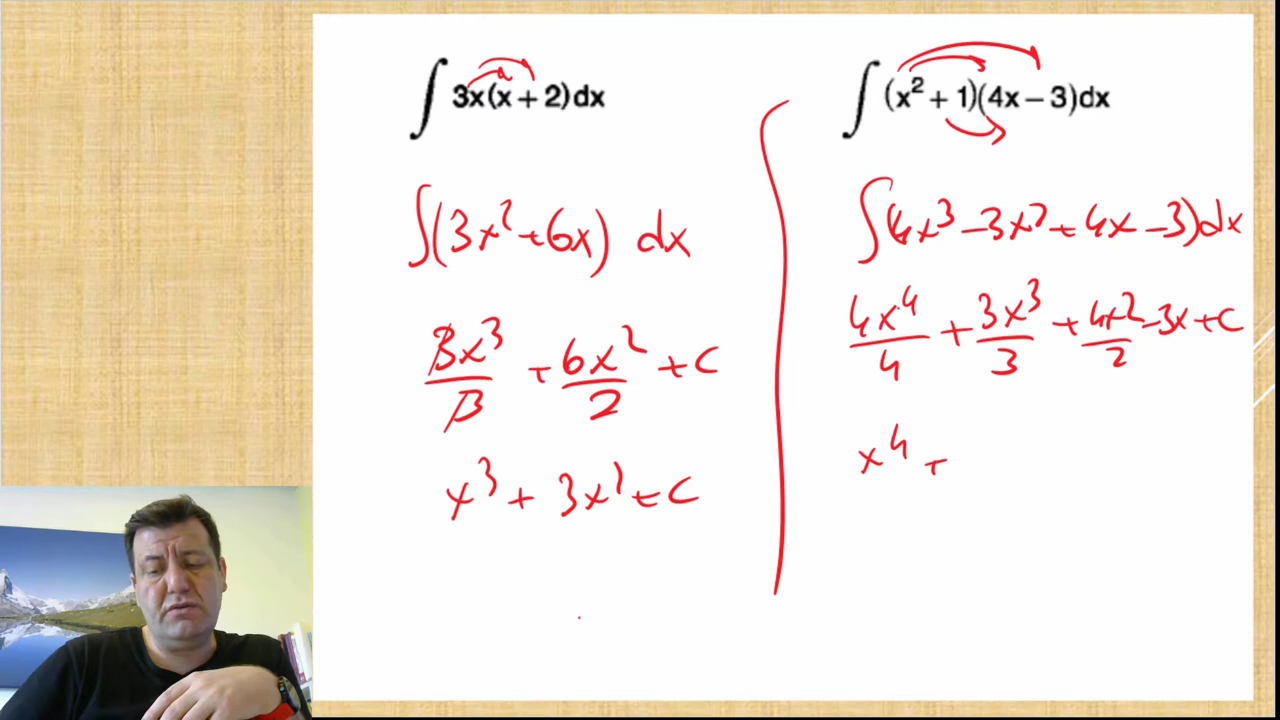 ∫ 3x(x + 2)dx
∫(3x² + 6x) dx
3x³/3 + 6x²/2 + c
x³ + 3x² + c
∫ (x² + 1)(4x − 3)dx
∫(4x³ − 3x² + 4x − 3)dx
4x⁴/4 + 3x³/3 + 4x²/2 − 3x + c
x⁴ +